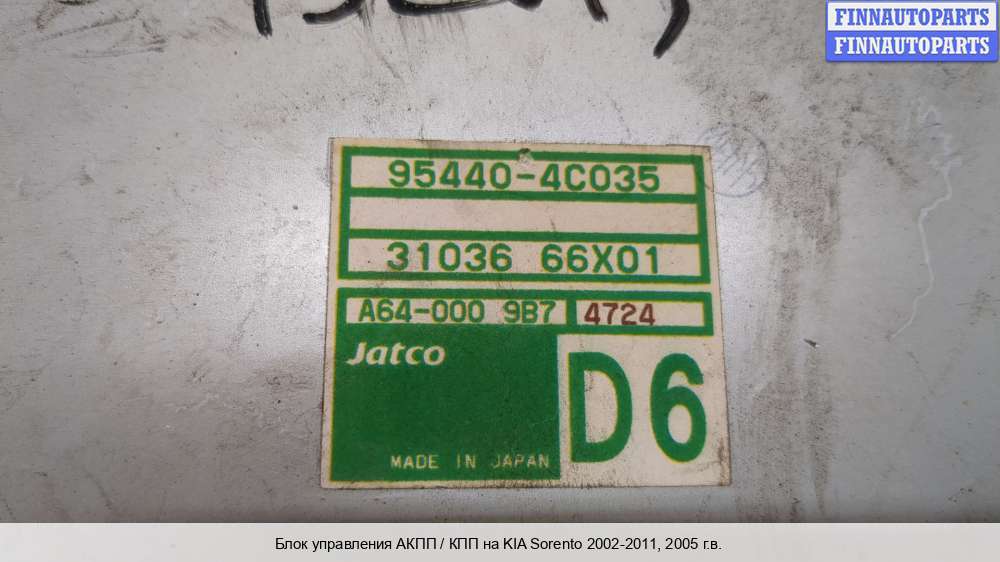 FINNAUTOPARTS
FINNAUTOPARTS
95440-4C035
31036 66X01
A64-000 9B7 4724
Jatco
D6
MADE IN JAPAN
Блок управления АКПП / КПП на KIA Sorento 2002-2011, 2005 г.в.